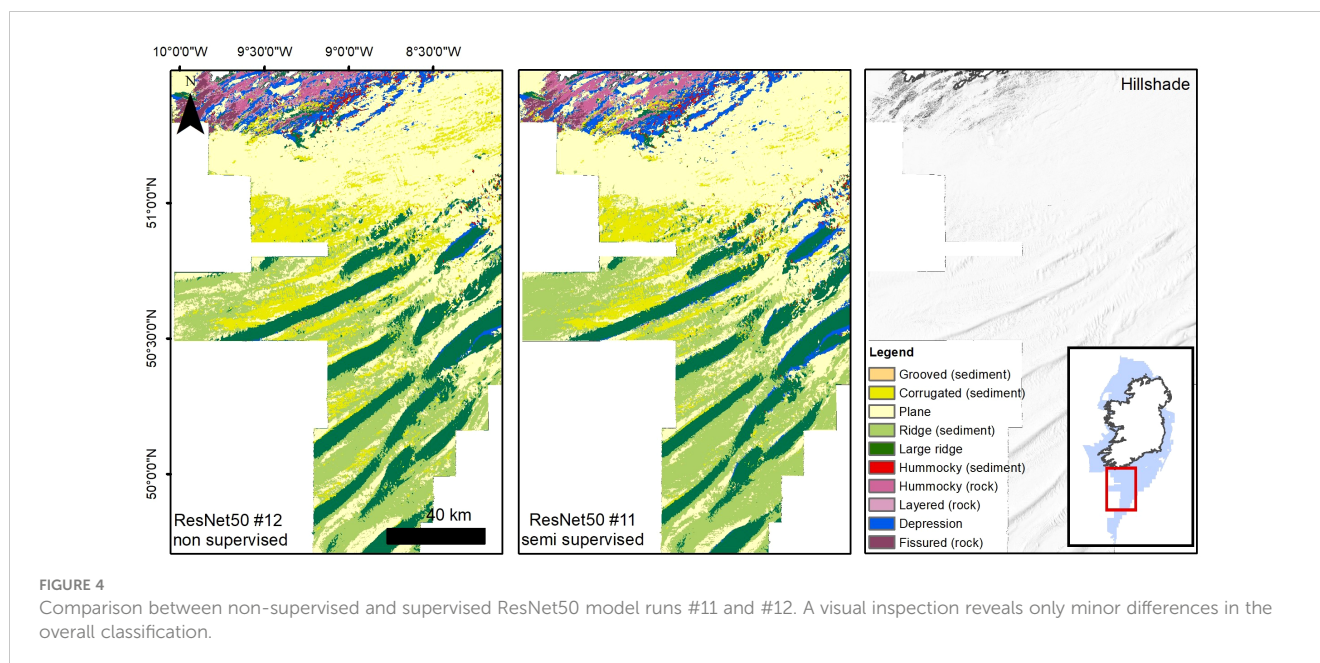 10°0'0"W 9°30'0"W 9°0'0"W 8°30'0"W
N
51°0'0"N
50°30'0"N
50°0'0"N
ResNet50 #12
non supervised
40 km
ResNet50 #11
semi supervised
Hillshade
Legend
Grooved (sediment)
Corrugated (sediment)
Plane
Ridge (sediment)
Large ridge
Hummocky (sediment)
Hummocky (rock)
Layered (rock)
Depression
Fissured (rock)
FIGURE 4
Comparison between non-supervised and supervised ResNet50 model runs #11 and #12. A visual inspection reveals only minor differences in the
overall classification.